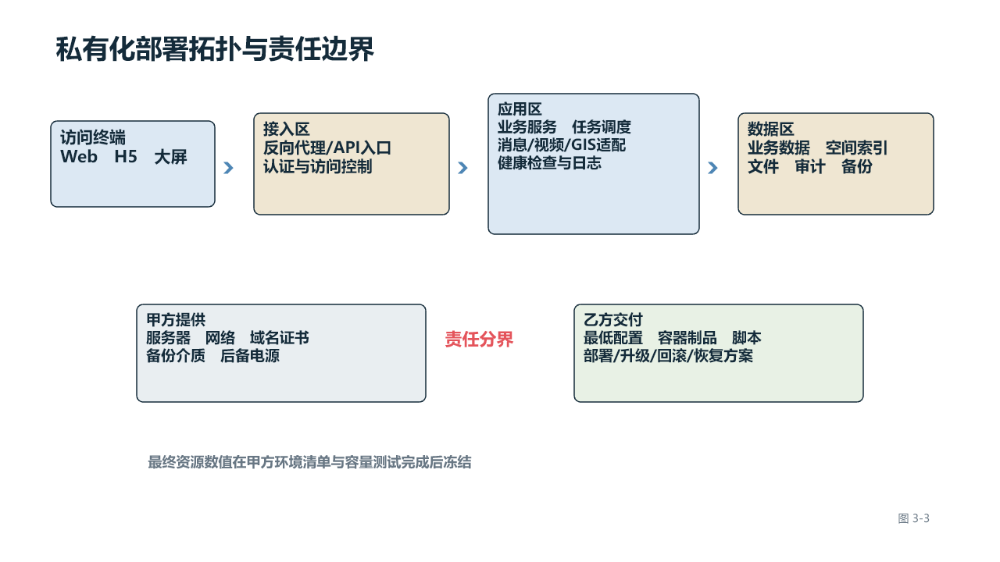 私有化部署拓扑与责任边界
访问终端
Web　H5　大屏
接入区
反向代理/API入口
认证与访问控制
应用区
业务服务　任务调度
消息/视频/GIS适配
健康检查与日志
数据区
业务数据　空间索引
文件　审计　备份
甲方提供
服务器　网络　域名证书
备份介质　后备电源
责任分界
乙方交付
最低配置　容器制品　脚本
部署/升级/回滚/恢复方案
最终资源数值在甲方环境清单与容量测试完成后冻结
图 3-3